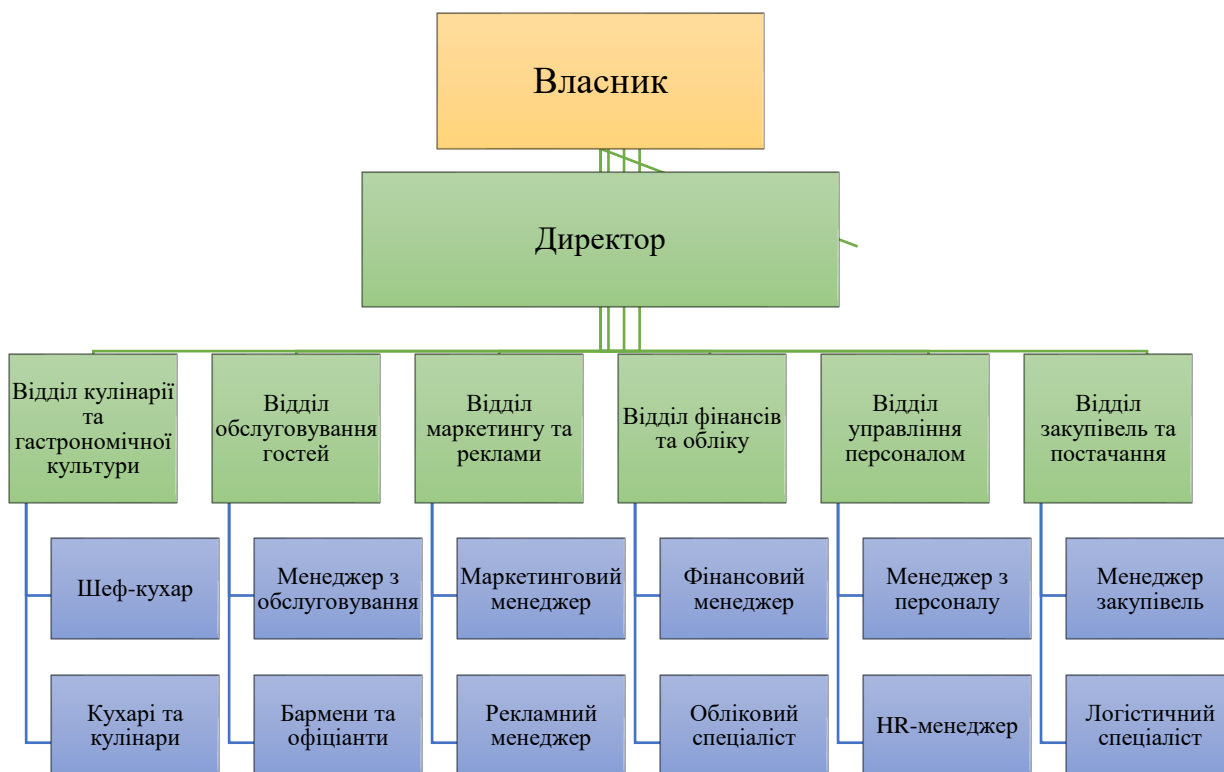 Власник
Директор
Відділ кулінарії
та
гастрономічної
культури
Відділ
обслуговування
гостей
Відділ
маркетингу та
реклами
Відділ фінансів
та обліку
Відділ
управління
персоналом
Відділ
закупівель та
постачання
Шеф-кухар
Менеджер з
обслуговування
Маркетинговий
менеджер
Фінансовий
менеджер
Менеджер з
персоналу
Менеджер
закупівель
Кухарі та
кулінари
Бармени та
офіціанти
Рекламний
менеджер
Обліковий
спеціаліст
HR-менеджер
Логістичний
спеціаліст